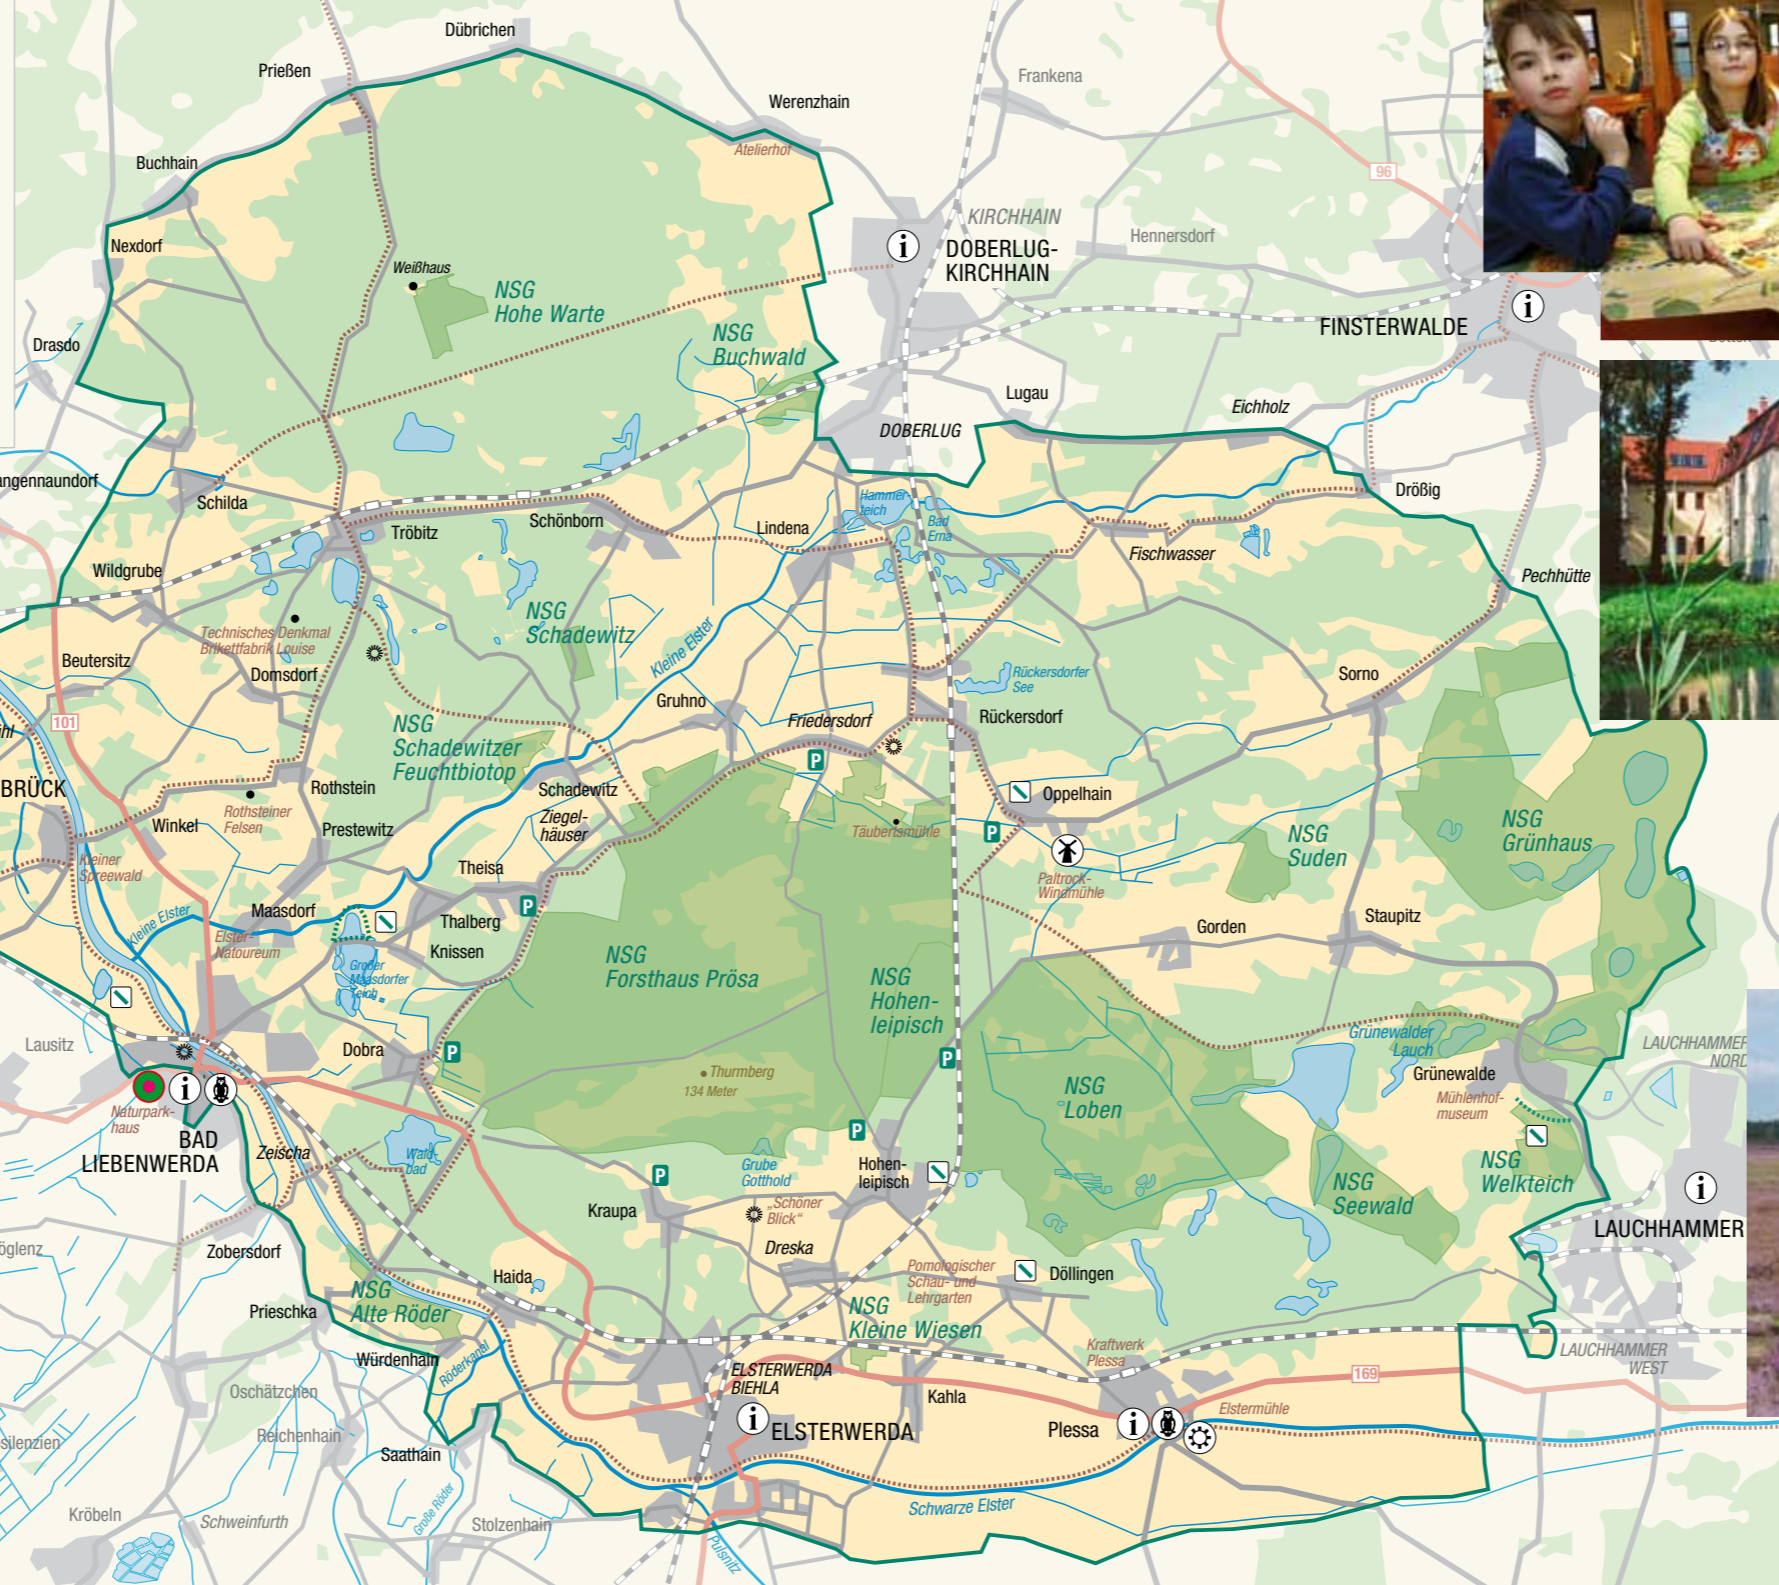 Dübrichen
Prießen
Werenzhain
Frankena
Atelierhof
Buchhain
96
KIRCHHAIN
DOBERLUG-
KIRCHHAIN
Hennersdorf
Nexdorf
Weißhaus
NSG
Hohe Warte
FINSTERWALDE
NSG
Buchwald
Drasdo
Lugau
Eichholz
DOBERLUG
angennaundorf
Schilda
Drößig
Hammer-
teich
Bad
Erna
Tröbitz
Schönborn
Lindena
Fischwasser
Wildgrube
Pechhütte
NSG
Schadewitz
Technisches Denkmal
Brikettfabrik Louise
Kleine Elster
Beutersitz
Domsdorf
Rückersdorfer
See
Sorno
Gruhno
101
NSG
Schadewitzer
Feuchtbiotop
Friedersdorf
Rückersdorf
BRÜCK
Rothstein
Schadewitz
Oppelhain
Rothsteiner
Felsen
Winkel
Prestewitz
Ziegel-
häuser
Täubertsmühle
NSG
Suden
NSG
Grünhaus
Kleiner
Spreewald
Theisa
Paltrock-
Windmühle
Maasdorf
Thalberg
Kleine Elster
Elster-
Natoureum
Knissen
Gorden
Staupitz
Großer
Maasdorfer
Teich
NSG
Forsthaus Prösa
NSG
Hohen-
leipisch
Lausitz
Dobra
Grünewalder
Lauch
LAUCHHAMMER
NORD
Thurmberg
134 Meter
Grünewalde
NSG
Loben
Mühlenhof-
museum
Naturpark-
haus
BAD
LIEBENWERDA
Zeischa
Wald-
bad
Grube
Gotthold
Hohen-
leipisch
NSG
Welkteich
NSG
Seewald
Kraupa
„Schöner
Blick“
LAUCHHAMMER
Zobersdorf
Dreska
öglenz
Haida
Pomologischer
Schau- und
Lehrgarten
Döllingen
NSG
Alte Röder
Prieschka
NSG
Kleine Wiesen
Kraftwerk
Plessa
Würdenhain
Röderkanal
ELSTERWERDA
BIEHLA
169
LAUCHHAMMER
WEST
Oschätzchen
Kahla
Elstermühle
ELSTERWERDA
Plessa
Reichenhain
silenzien
Saathain
Große Röder
Schwarze Elster
Kröbeln
Schweinfurth
Stolzenhain
Pulsnitz